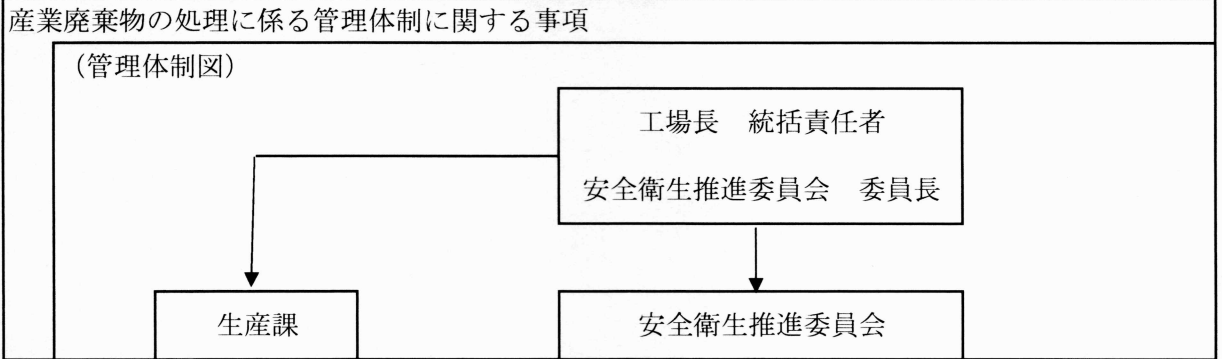 産業廃棄物の処理に係る管理体制に関する事項
（管理体制図）
工場長　統括責任者
安全衛生推進委員会　委員長
生産課
安全衛生推進委員会